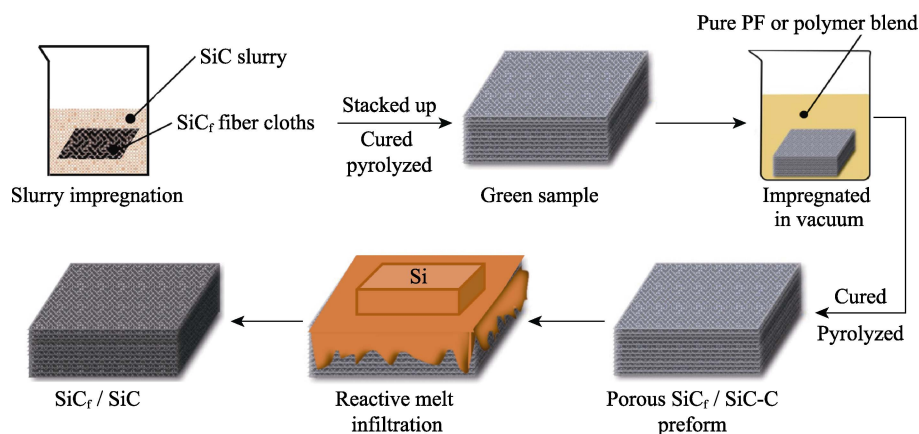 SiC slurry
SiCf fiber cloths
Slurry impregnation
Stacked up
Cured
pyrolyzed
Green sample
Pure PF or polymer blend
Impregnated
in vacuum
Cured
Pyrolyzed
Porous SiCf / SiC-C
preform
Si
Reactive melt
infiltration
SiCf / SiC